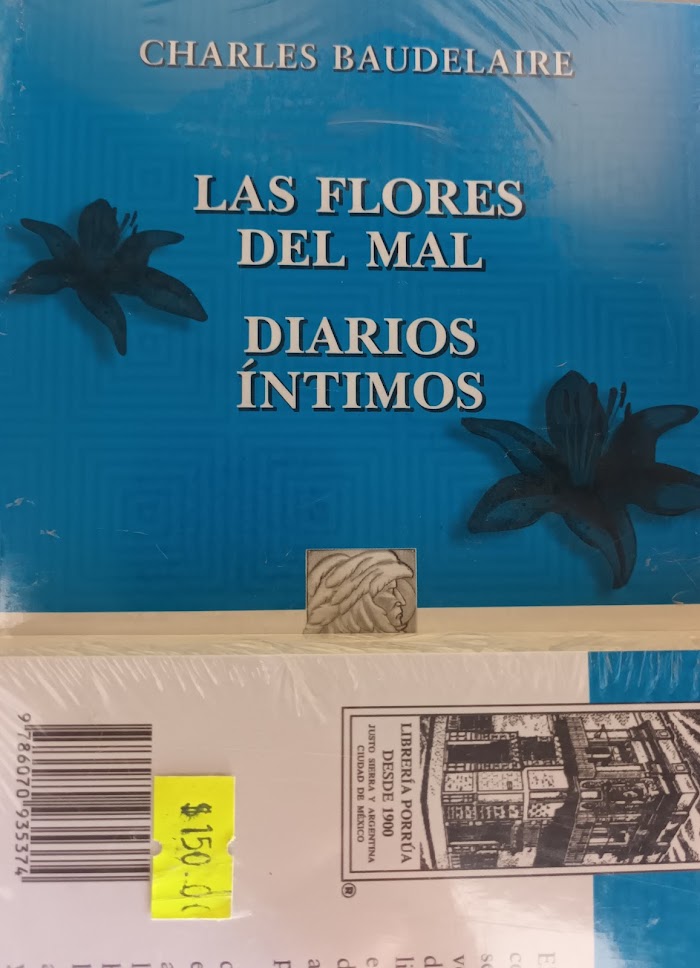 CHARLES BAUDELAIRE
LAS FLORES
DEL MAL
DIARIOS
ÍNTIMOS
9786070935374
$150.0
LIBRERÍA PORRÚA
DESDE 1900
JUSTO SIERRA Y ARGENTINA
CIUDAD DE MÉXICO
®